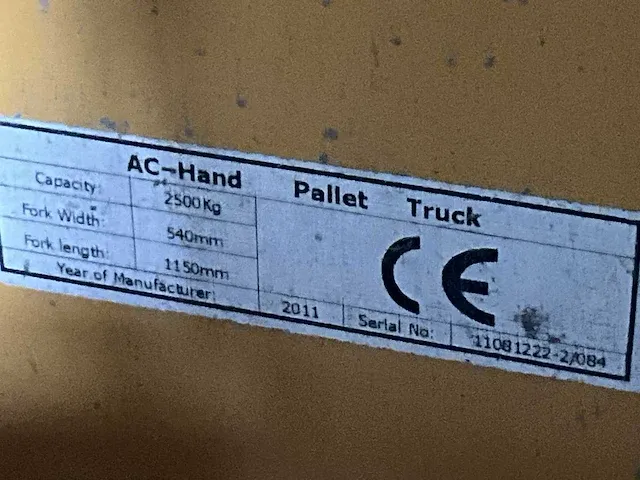 AC-Hand Pallet Truck
Capacity: 2500Kg
Fork Width: 540mm
Fork length: 1150mm
CE
Year of Manufacturer: 2011 Serial No: 11081222-2/084